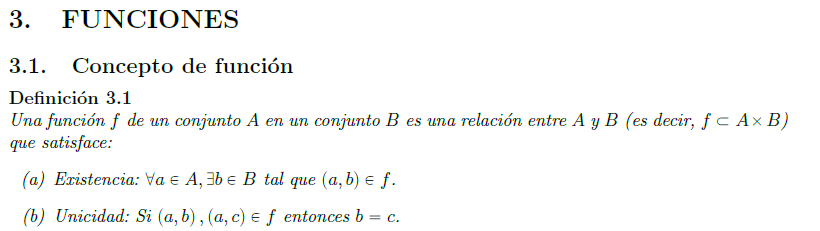 3. FUNCIONES
3.1. Concepto de función
Definición 3.1
Una función f de un conjunto A en un conjunto B es una relación entre A y B (es decir, f ⊂ A × B)
que satisface:
(a) Existencia: ∀a ∈ A, ∃b ∈ B tal que (a, b) ∈ f.
(b) Unicidad: Si (a, b) , (a, c) ∈ f entonces b = c.